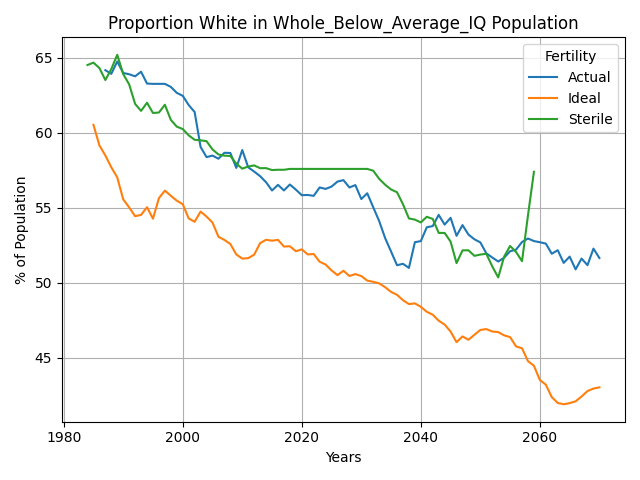 Proportion White in Whole_Below_Average_IQ Population
Fertility
Actual
Ideal
Sterile
% of Population
65
60
55
50
45
1980
2000
2020
2040
2060
Years